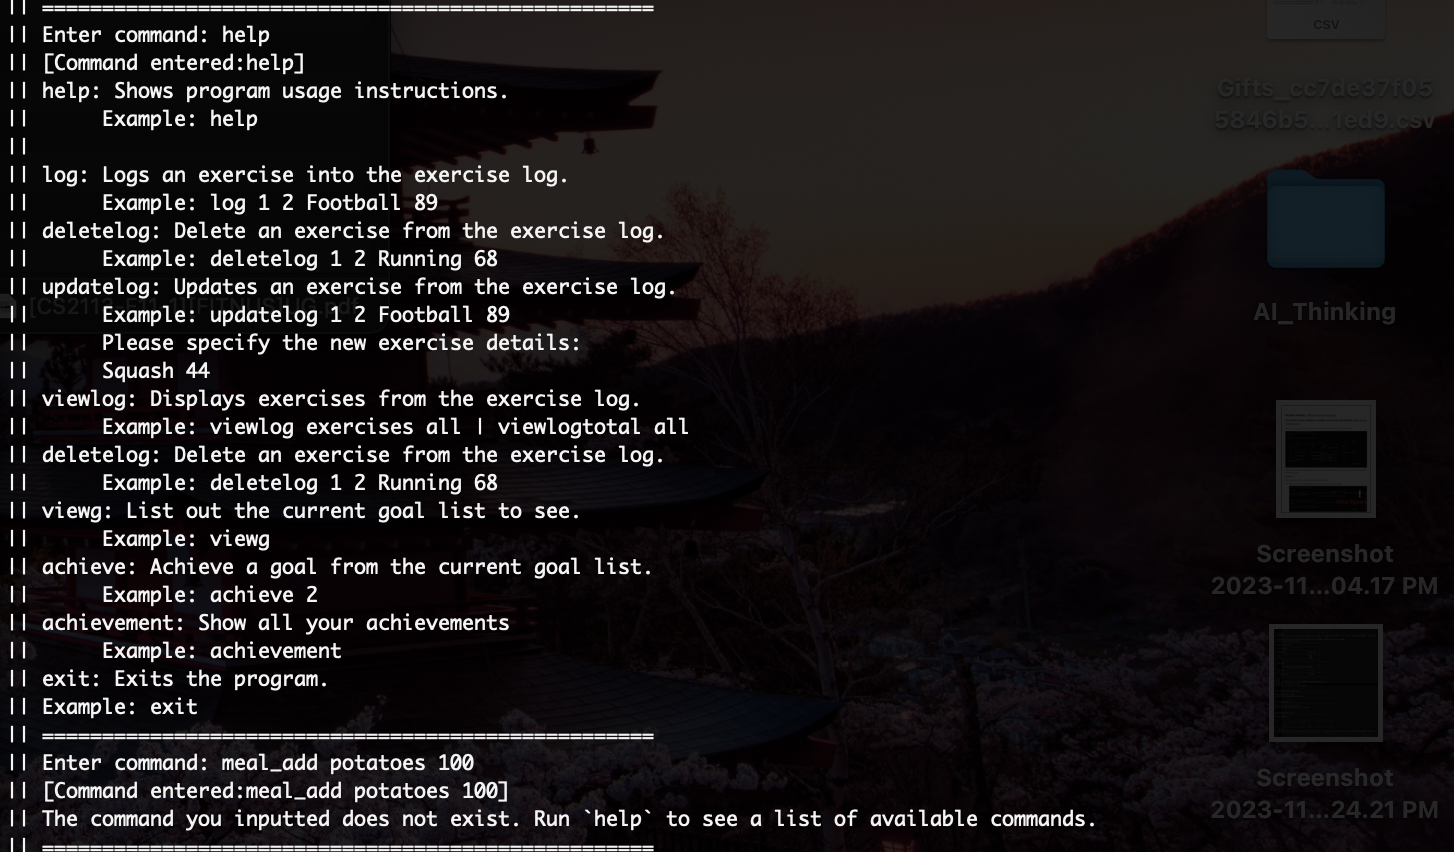 || ===================================================
|| Enter command: help
|| [Command entered:help]
|| help: Shows program usage instructions.
||      Example: help
||
|| log: Logs an exercise into the exercise log.
||      Example: log 1 2 Football 89
|| deletelog: Delete an exercise from the exercise log.
||      Example: deletelog 1 2 Running 68
|| updatelog: Updates an exercise from the exercise log.
||      Example: updatelog 1 2 Football 89
||      Please specify the new exercise details:
||      Squash 44
|| viewlog: Displays exercises from the exercise log.
||      Example: viewlog exercises all | viewlogtotal all
|| deletelog: Delete an exercise from the exercise log.
||      Example: deletelog 1 2 Running 68
|| viewg: List out the current goal list to see.
||      Example: viewg
|| achieve: Achieve a goal from the current goal list.
||      Example: achieve 2
|| achievement: Show all your achievements
||      Example: achievement
|| exit: Exits the program.
|| Example: exit
|| ===================================================
|| Enter command: meal_add potatoes 100
|| [Command entered:meal_add potatoes 100]
|| The command you inputted does not exist. Run `help` to see a list of available commands.
|| ===================================================
CSV
Gifts_cc7de37f05
5846b5...1ed9.csv
AI_Thinking
Screenshot
2023-11...04.17 PM
Screenshot
2023-11...24.21 PM